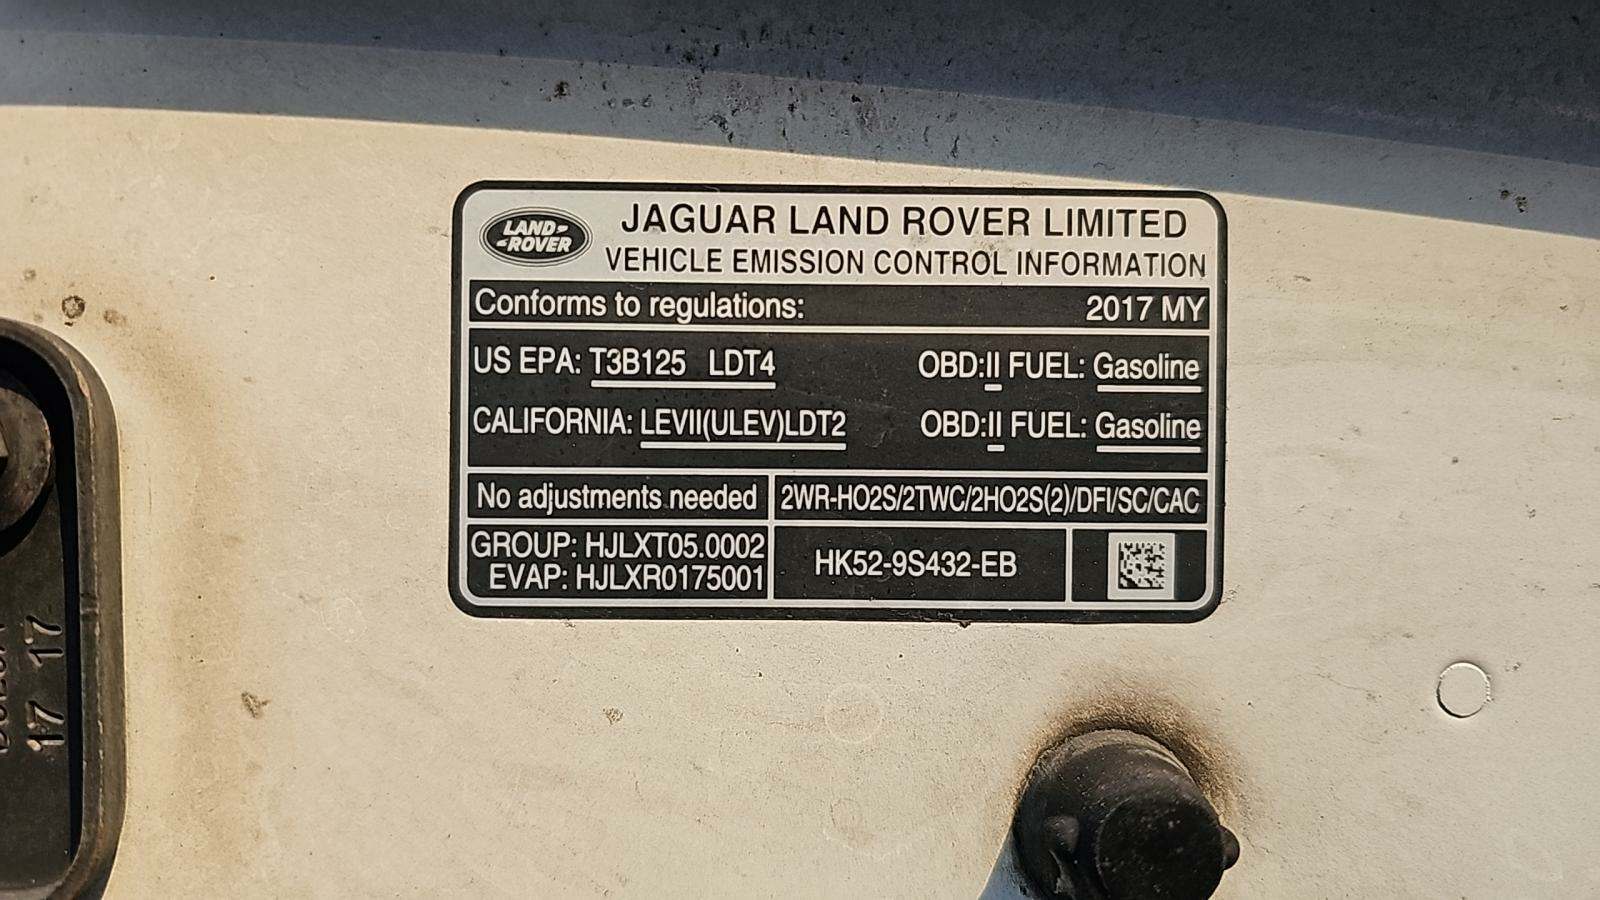 LAND-
-ROVER
JAGUAR LAND ROVER LIMITED
VEHICLE EMISSION CONTROL INFORMATION
Conforms to regulations: 2017 MY
US EPA: T3B125 LDT4 OBD:II FUEL: Gasoline
CALIFORNIA: LEVII(ULEV)LDT2 OBD:II FUEL: Gasoline
No adjustments needed 2WR-HO2S/2TWC/2HO2S(2)/DFI/SC/CAC
GROUP: HJLXT05.0002
EVAP: HJLXR0175001
HK52-9S432-EB
17 17